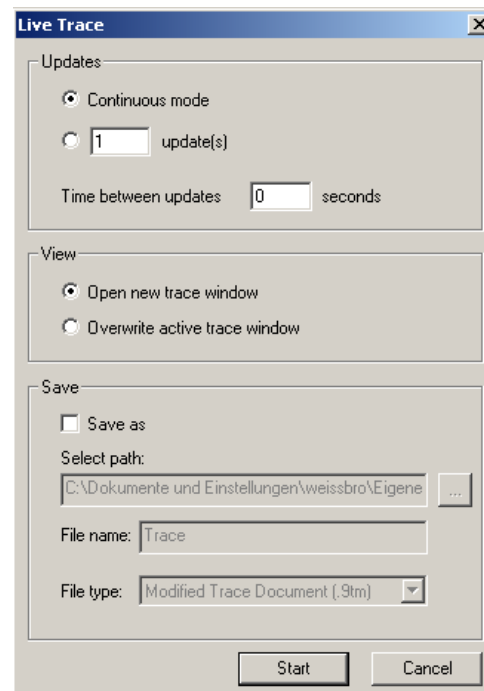 Live Trace
Updates
Continuous mode
1 update(s)
Time between updates 0 seconds
View
Open new trace window
Overwrite active trace window
Save
Save as
Select path:
C:\Dokumente und Einstellungen\weissbro\Eigene ...
File name: Trace
File type: Modified Trace Document (.9tm)
Start Cancel